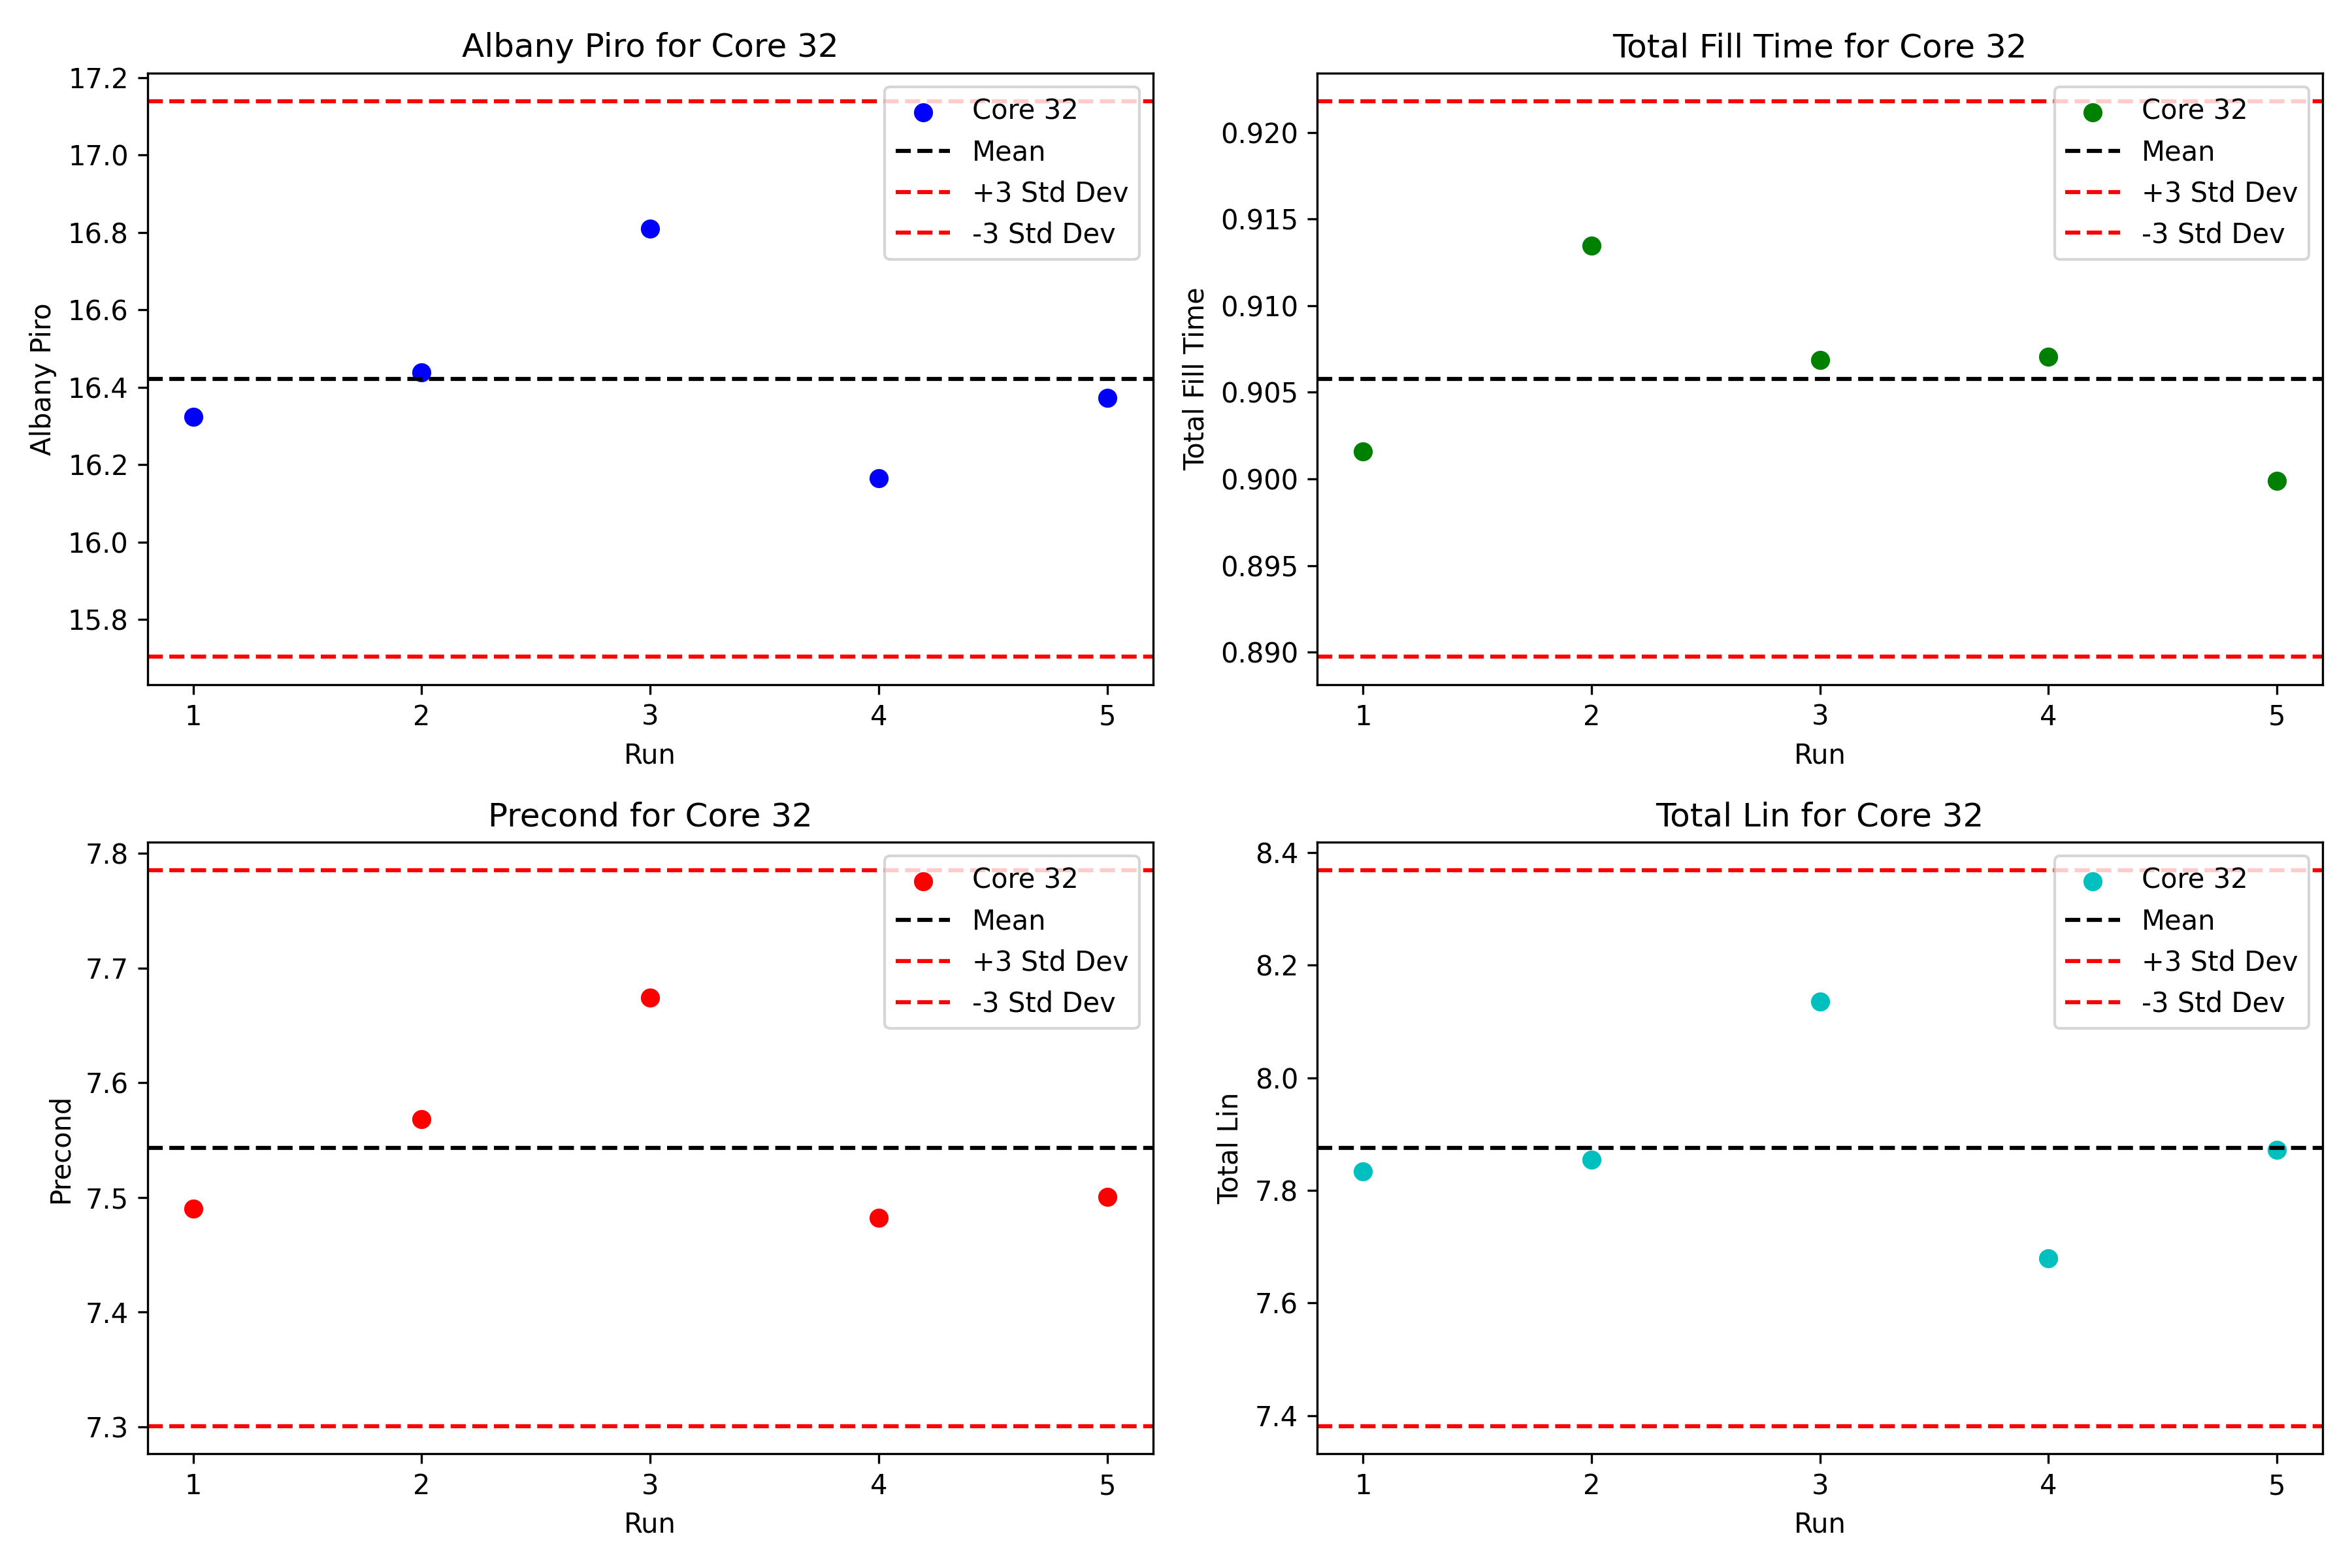 Albany Piro for Core 32
Albany Piro
17.2
17.0
16.8
16.6
16.4
16.2
16.0
15.8
Core 32
Mean
+3 Std Dev
-3 Std Dev
1 2 3 4 5
Run
Total Fill Time for Core 32
Total Fill Time
0.920
0.915
0.910
0.905
0.900
0.895
0.890
Core 32
Mean
+3 Std Dev
-3 Std Dev
1 2 3 4 5
Run
Precond for Core 32
Precond
7.8
7.7
7.6
7.5
7.4
7.3
Core 32
Mean
+3 Std Dev
-3 Std Dev
1 2 3 4 5
Run
Total Lin for Core 32
Total Lin
8.4
8.2
8.0
7.8
7.6
7.4
Core 32
Mean
+3 Std Dev
-3 Std Dev
1 2 3 4 5
Run